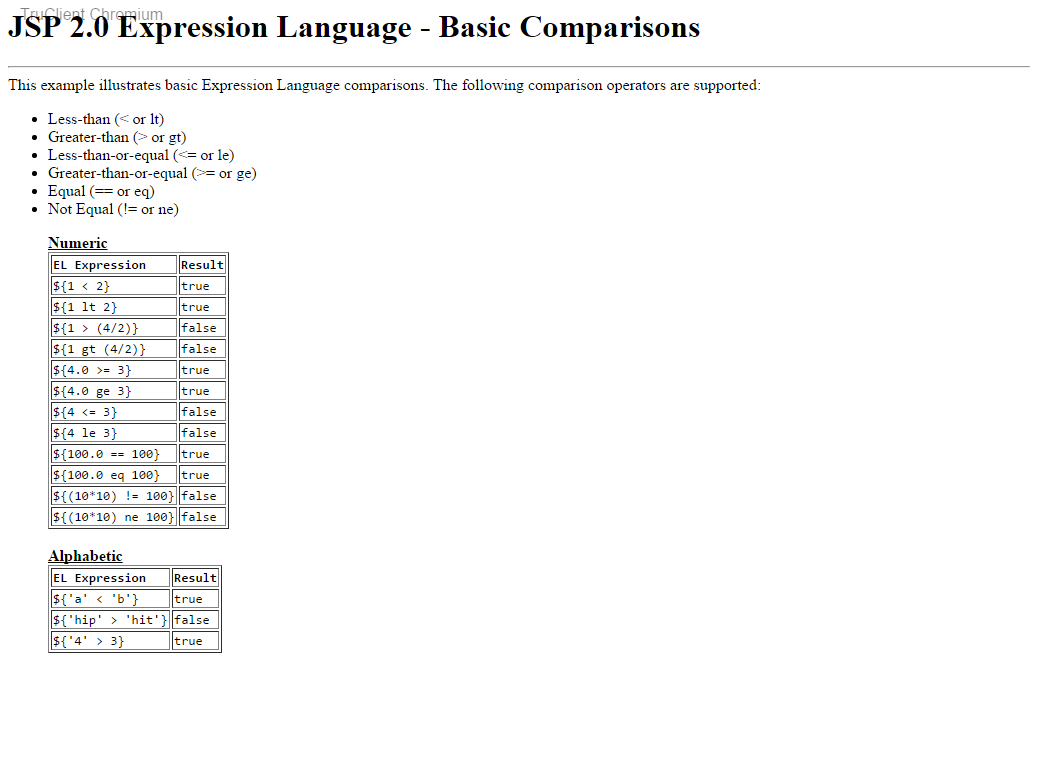 TruClient Chromium
JSP 2.0 Expression Language - Basic Comparisons
This example illustrates basic Expression Language comparisons. The following comparison operators are supported:
Less-than (< or lt)
Greater-than (> or gt)
Less-than-or-equal (<= or le)
Greater-than-or-equal (>= or ge)
Equal (== or eq)
Not Equal (!= or ne)
Numeric
EL Expression Result
${1 < 2} true
${1 lt 2} true
${1 > (4/2)} false
${1 gt (4/2)} false
${4.0 >= 3} true
${4.0 ge 3} true
${4 <= 3} false
${4 le 3} false
${100.0 == 100} true
${100.0 eq 100} true
${(10*10) != 100} false
${(10*10) ne 100} false
Alphabetic
EL Expression Result
${'a' < 'b'} true
${'hip' > 'hit'} false
${'4' > 3} true